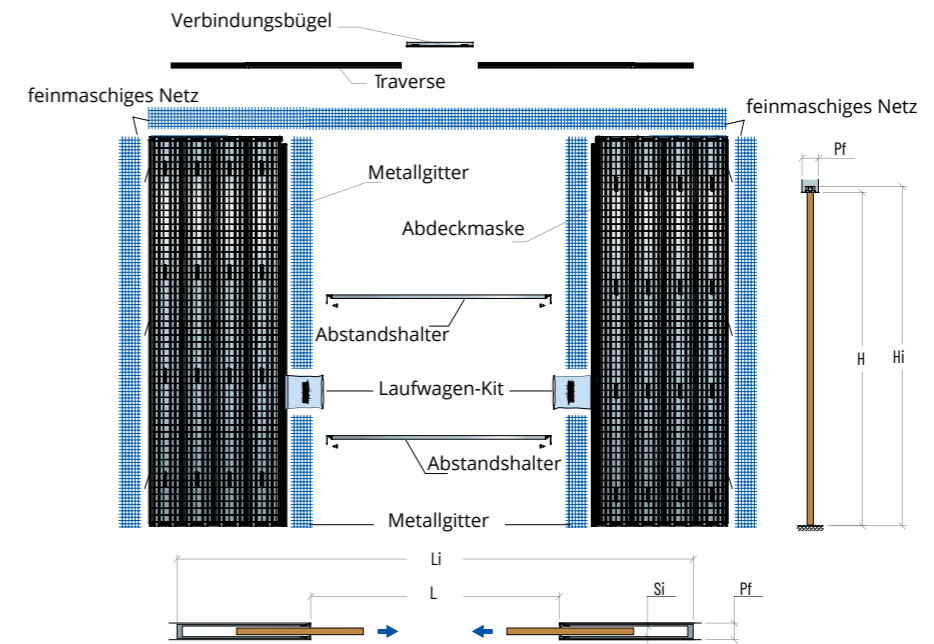 Verbindungsbügel
Traverse
feinmaschiges Netz
feinmaschiges Netz
Pf
Metallgitter
Abdeckmaske
Abstandshalter
H
Hi
Laufwagen-Kit
Abstandshalter
Metallgitter
Li
L
Si
Pf